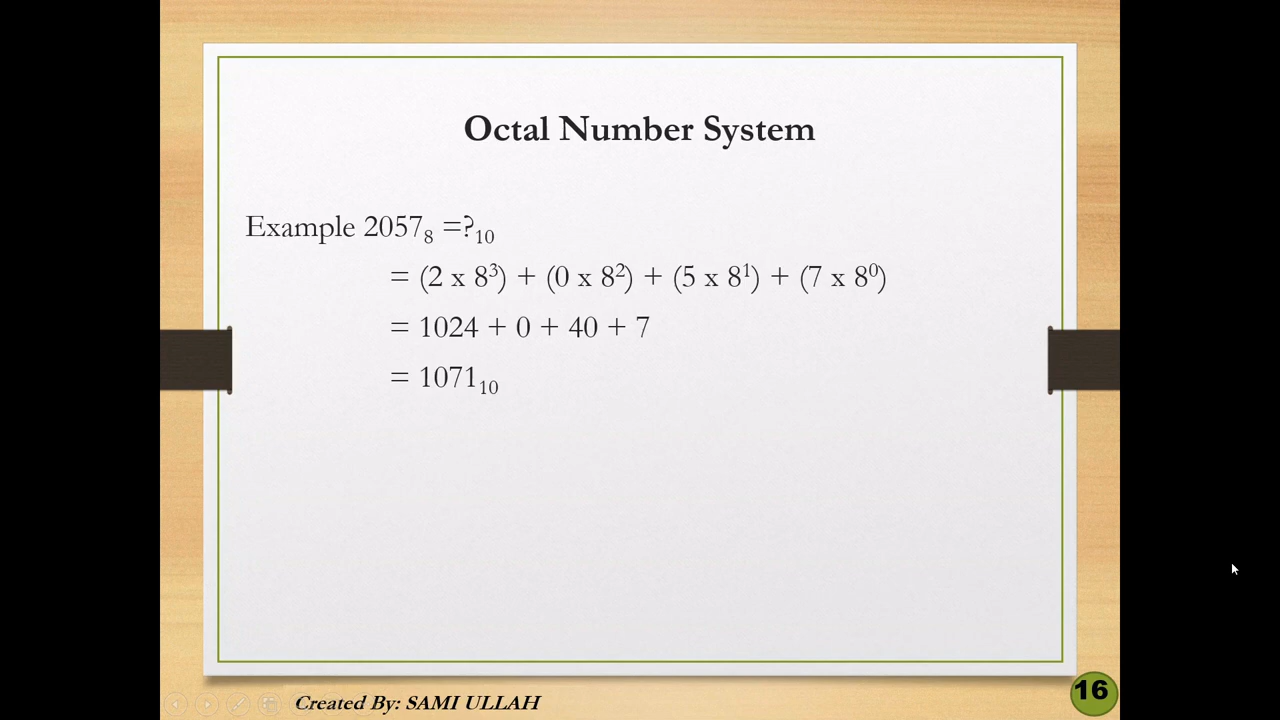 Octal Number System
Example 2057₈ =?₁₀
= (2 x 8³) + (0 x 8²) + (5 x 8¹) + (7 x 8⁰)
= 1024 + 0 + 40 + 7
= 1071₁₀
Created By: SAMI ULLAH
16